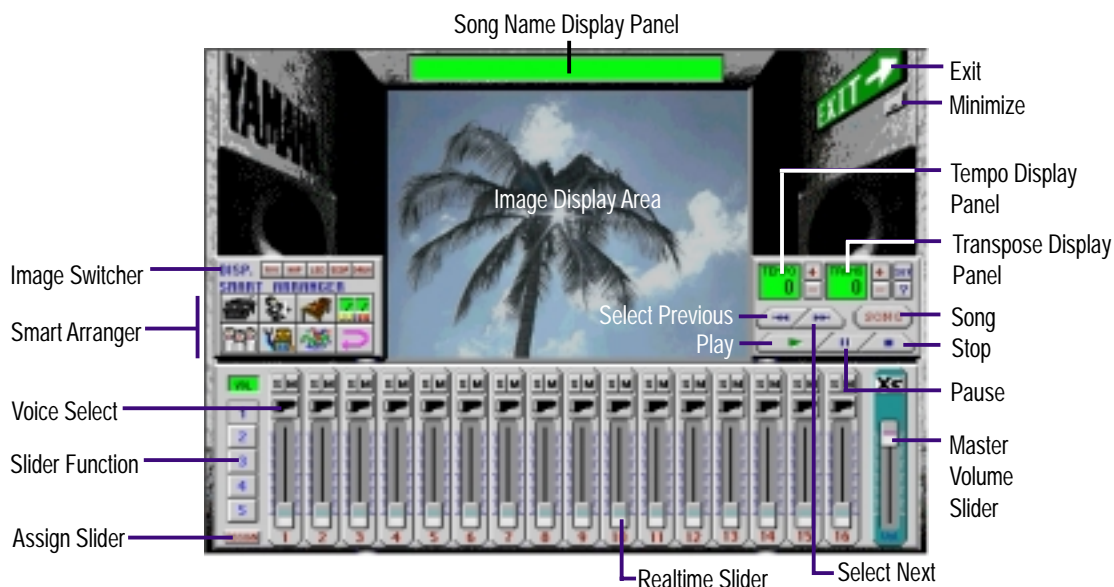 Song Name Display Panel
YAMAHA
EXIT
Exit
Minimize
Image Display Area
Tempo Display
Panel
Transpose Display
Panel
Image Switcher
DISP.
SMART ARRANGER
Smart Arranger
TEMPO
0
0
Select Previous
Play
SONG
Song
Stop
Pause
VOL
S M S M S M S M S M S M S M S M S M S M S M S M S M S M S M S M
Voice Select
1
2
Slider Function
3
4
5
Master
Volume
Slider
Assign Slider
1 2 3 4 5 6 7 8 9 10 11 12 13 14 15 16
Realtime Slider
Select Next